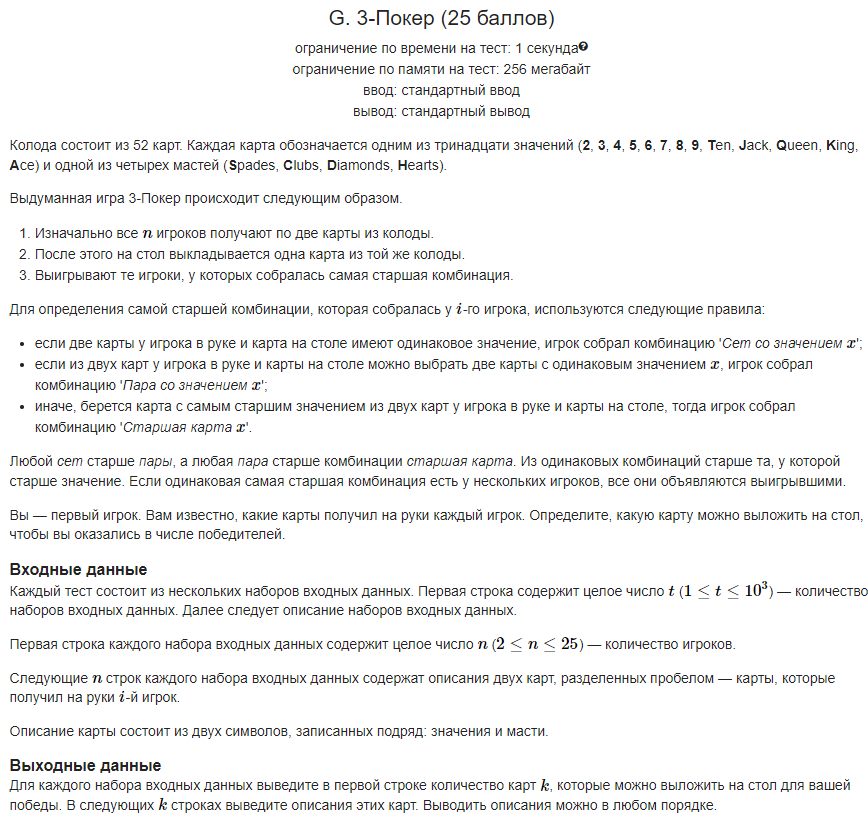 G. 3-Покер (25 баллов)
ограничение по времени на тест: 1 секунда?
ограничение по памяти на тест: 256 мегабайт
ввод: стандартный ввод
вывод: стандартный вывод
Колода состоит из 52 карт. Каждая карта обозначается одним из тринадцати значений (2, 3, 4, 5, 6, 7, 8, 9, Ten, Jack, Queen, King,
Ace) и одной из четырех мастей (Spades, Clubs, Diamonds, Hearts).
Выдуманная игра 3-Покер происходит следующим образом.
1. Изначально все n игроков получают по две карты из колоды.
2. После этого на стол выкладывается одна карта из той же колоды.
3. Выигрывают те игроки, у которых собралась самая старшая комбинация.
Для определения самой старшей комбинации, которая собралась у i-го игрока, используются следующие правила:
• если две карты у игрока в руке и карта на столе имеют одинаковое значение, игрок собрал комбинацию 'Сет со значением x';
• если из двух карт у игрока в руке и карты на столе можно выбрать две карты с одинаковым значением x, игрок собрал
комбинацию 'Пара со значением x';
• иначе, берется карта с самым старшим значением из двух карт у игрока в руке и карты на столе, тогда игрок собрал
комбинацию 'Старшая карта x'.
Любой сет старше пары, а любая пара старше комбинации старшая карта. Из одинаковых комбинаций старше та, у которой
старше значение. Если одинаковая самая старшая комбинация есть у нескольких игроков, все они объявляются выигрывшими.
Вы — первый игрок. Вам известно, какие карты получил на руки каждый игрок. Определите, какую карту можно выложить на стол,
чтобы вы оказались в числе победителей.
Входные данные
Каждый тест состоит из нескольких наборов входных данных. Первая строка содержит целое число t (1 ≤ t ≤ 10³) — количество
наборов входных данных. Далее следует описание наборов входных данных.
Первая строка каждого набора входных данных содержит целое число n (2 ≤ n ≤ 25) — количество игроков.
Следующие n строк каждого набора входных данных содержат описания двух карт, разделенных пробелом — карты, которые
получил на руки i-й игрок.
Описание карты состоит из двух символов, записанных подряд: значения и масти.
Выходные данные
Для каждого набора входных данных выведите в первой строке количество карт k, которые можно выложить на стол для вашей
победы. В следующих k строках выведите описания этих карт. Выводить описания можно в любом порядке.